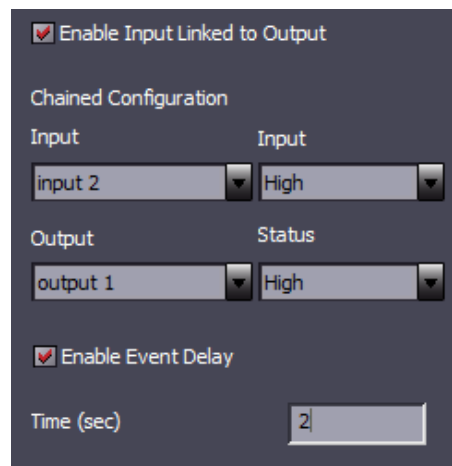 Enable Input Linked to Output
Chained Configuration
Input Input
input 2 High
Output Status
output 1 High
Enable Event Delay
Time (sec) 2